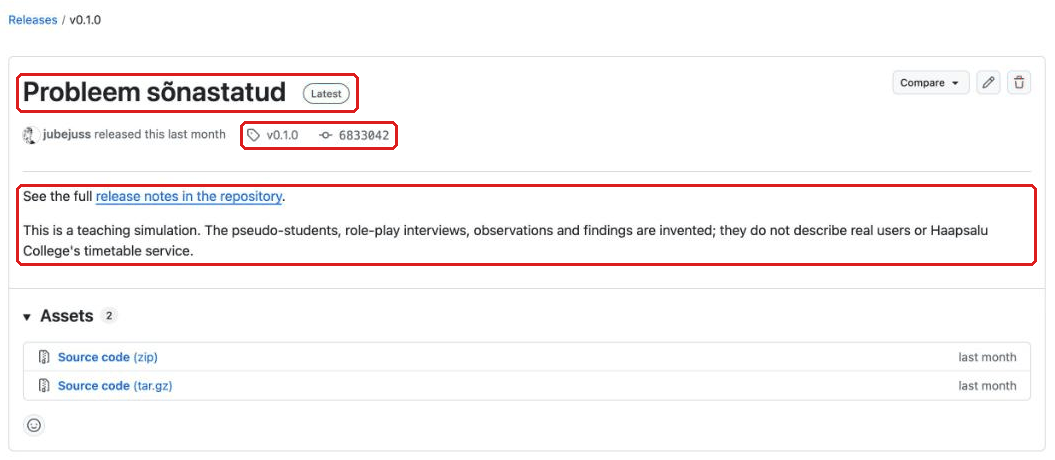 Releases / v0.1.0
Probleem sõnastatud Latest
Compare
jubejuss released this last month v0.1.0 6833042
See the full release notes in the repository.
This is a teaching simulation. The pseudo-students, role-play interviews, observations and findings are invented; they do not describe real users or Haapsalu
College's timetable service.
Assets 2
Source code (zip) last month
Source code (tar.gz) last month